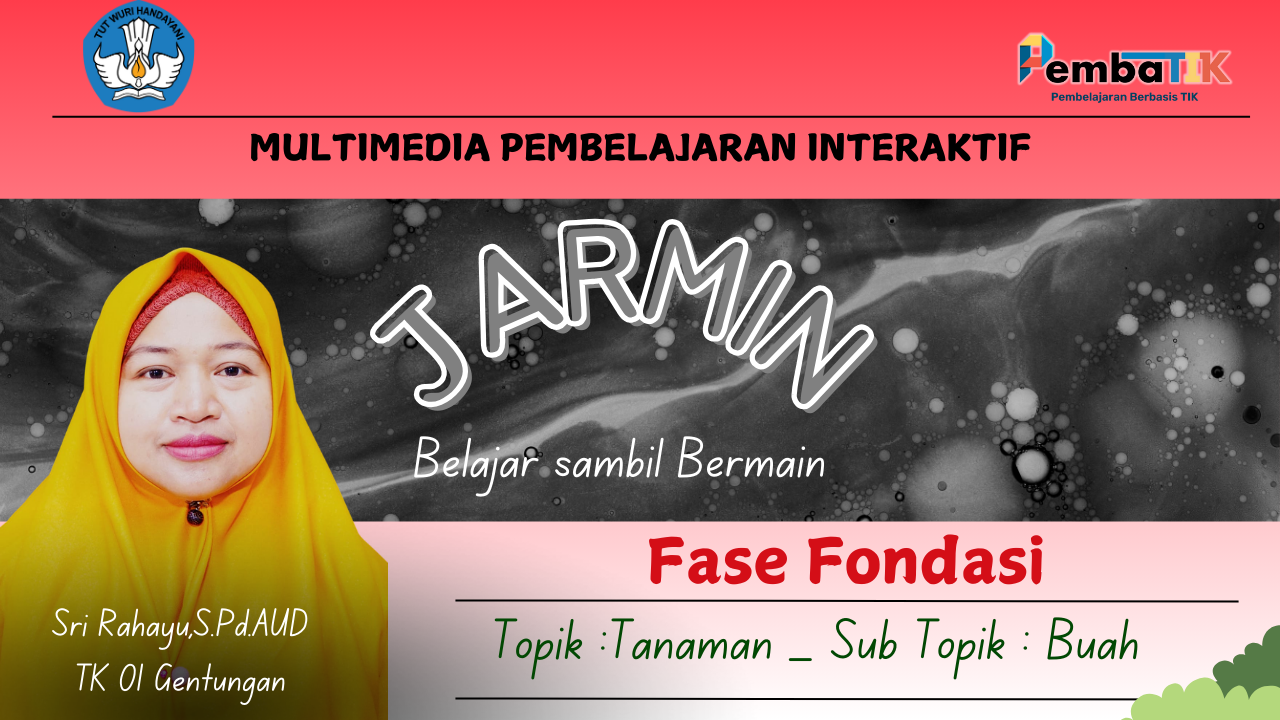 TUT WURI HANDAYANI
PembaTIK
Pembelajaran Berbasis TIK
MULTIMEDIA PEMBELAJARAN INTERAKTIF
JARMIN
Belajar sambil Bermain
Fase Fondasi
Topik :Tanaman _ Sub Topik : Buah
Sri Rahayu,S.Pd.AUD
TK 01 Gentungan